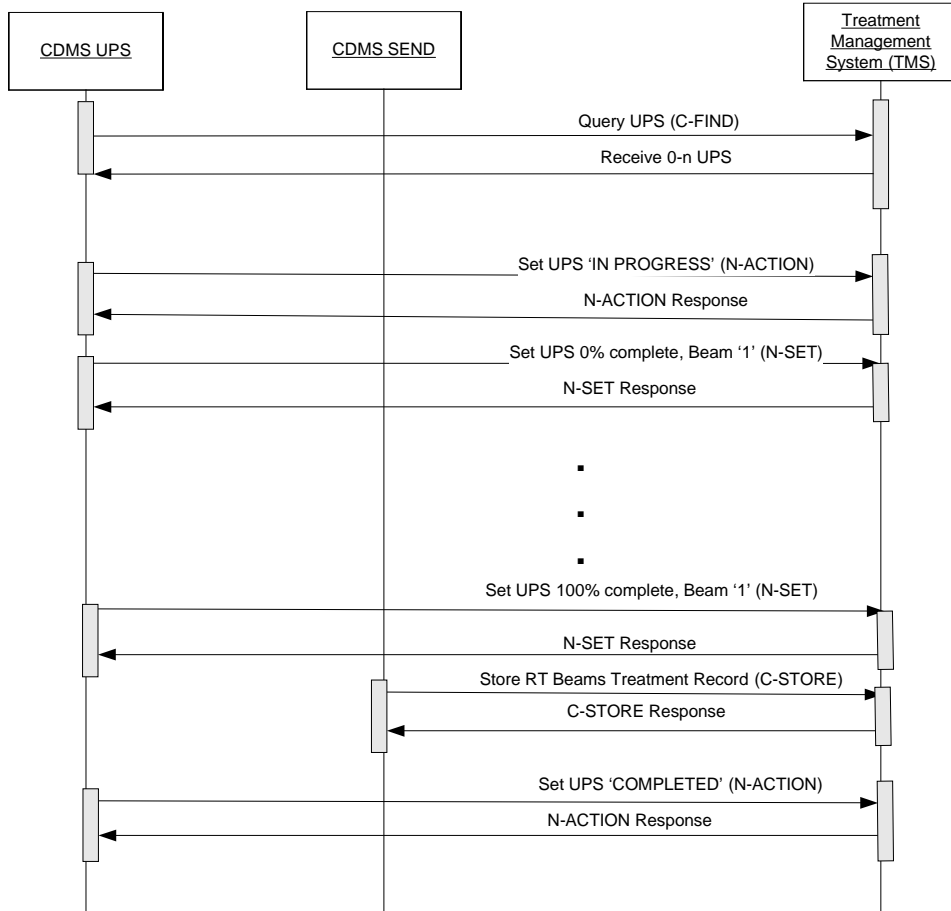 CDMS UPS
CDMS SEND
Treatment
Management
System (TMS)
Query UPS (C-FIND)
Receive 0-n UPS
Set UPS ‘IN PROGRESS’ (N-ACTION)
N-ACTION Response
Set UPS 0% complete, Beam ‘1’ (N-SET)
N-SET Response
Set UPS 100% complete, Beam ‘1’ (N-SET)
N-SET Response
Store RT Beams Treatment Record (C-STORE)
C-STORE Response
Set UPS ‘COMPLETED’ (N-ACTION)
N-ACTION Response